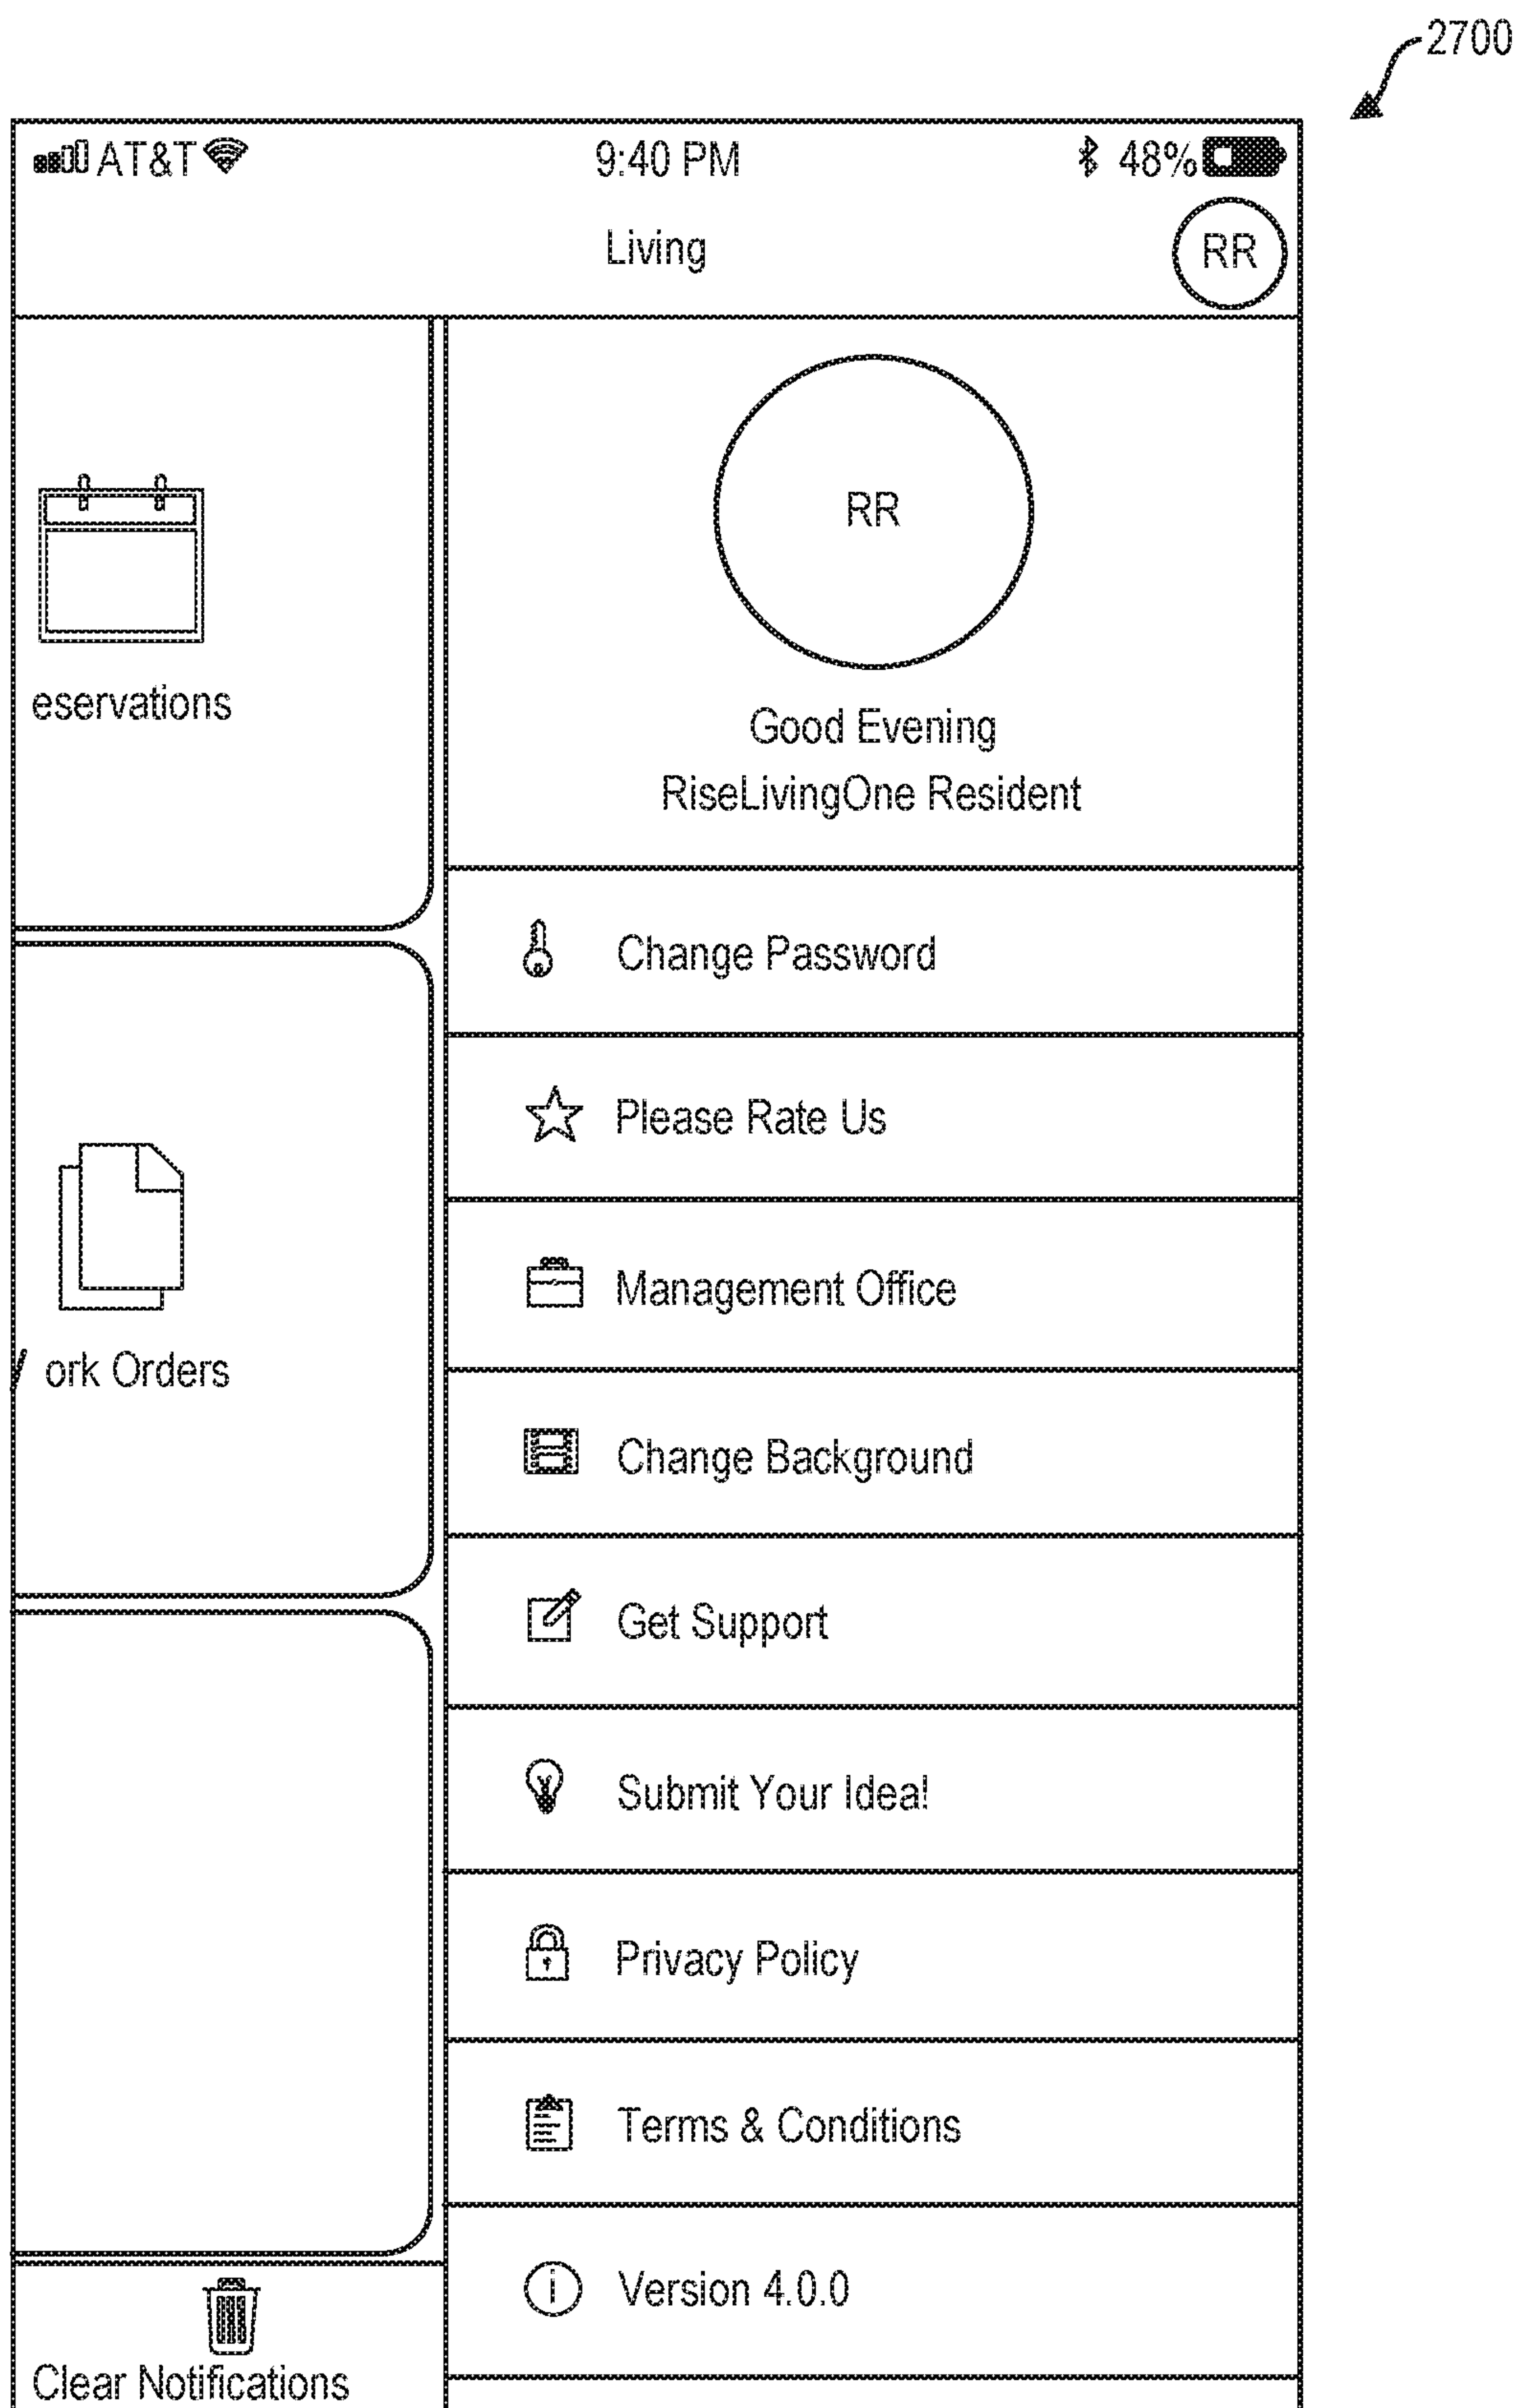 2700
AT&T 9:40 PM 48%
Living RR
RR
Good Evening
RiseLivingOne Resident
eservations
Change Password
Please Rate Us
Management Office
ork Orders
Change Background
Get Support
Submit Your Idea!
Privacy Policy
Terms & Conditions
Version 4.0.0
Clear Notifications